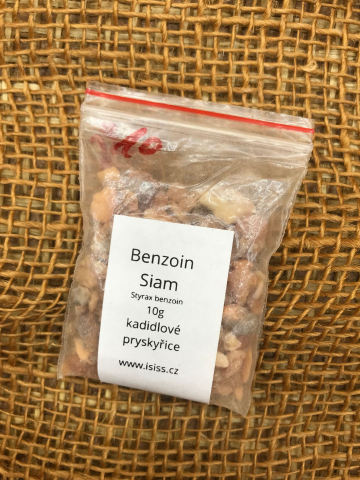 Benzoin
Siam
Styrax benzoin
10g
kadidlové
pryskyřice
www.isiss.cz